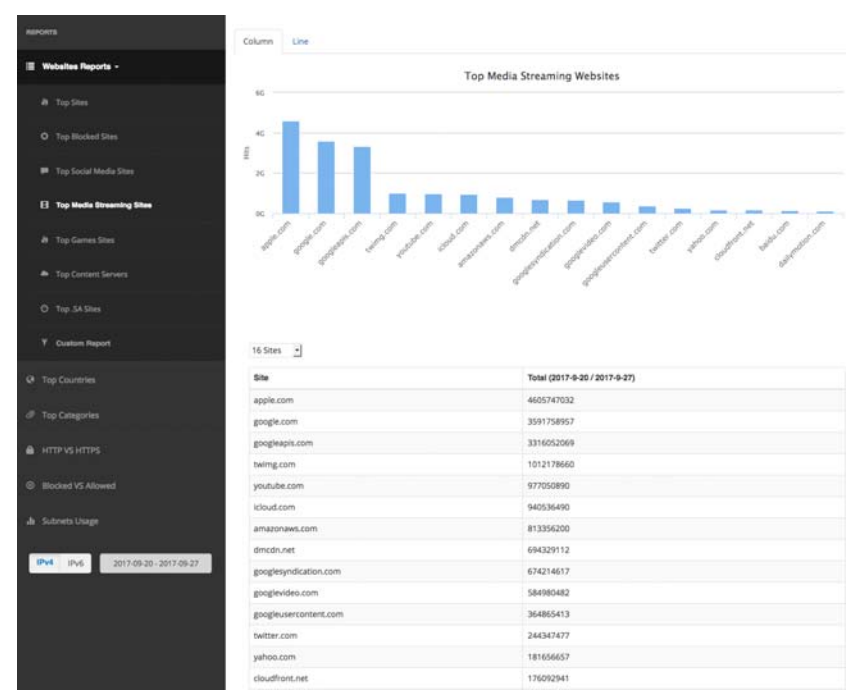 REPORTS
Websites Reports
Top Sites
Top Blocked Sites
Top Social Media Sites
Top Media Streaming Sites
Top Games Sites
Top Content Servers
Top .SA Sites
Custom Report
Top Countries
Top Categories
HTTP VS HTTPS
Blocked VS Allowed
Subnets Usage
IPv4 IPv6 2017-09-20 - 2017-09-27
Column Line
Top Media Streaming Websites
Hits
6G
4G
2G
0G
apple.com
google.com
googleapis.com
twimg.com
youtube.com
icloud.com
amazonaws.com
dmcdn.net
googlesyndication.com
googlevideo.com
googleusercontent.com
twitter.com
yahoo.com
cloudfront.net
baidu.com
dailymotion.com
16 Sites
Site Total (2017-9-20 / 2017-9-27)
apple.com 4605747032
google.com 3591758957
googleapis.com 3316052069
twimg.com 1012178660
youtube.com 977050890
icloud.com 940536490
amazonaws.com 813356200
dmcdn.net 694329112
googlesyndication.com 674214617
googlevideo.com 584980482
googleusercontent.com 364865413
twitter.com 244347477
yahoo.com 181656657
cloudfront.net 176092941